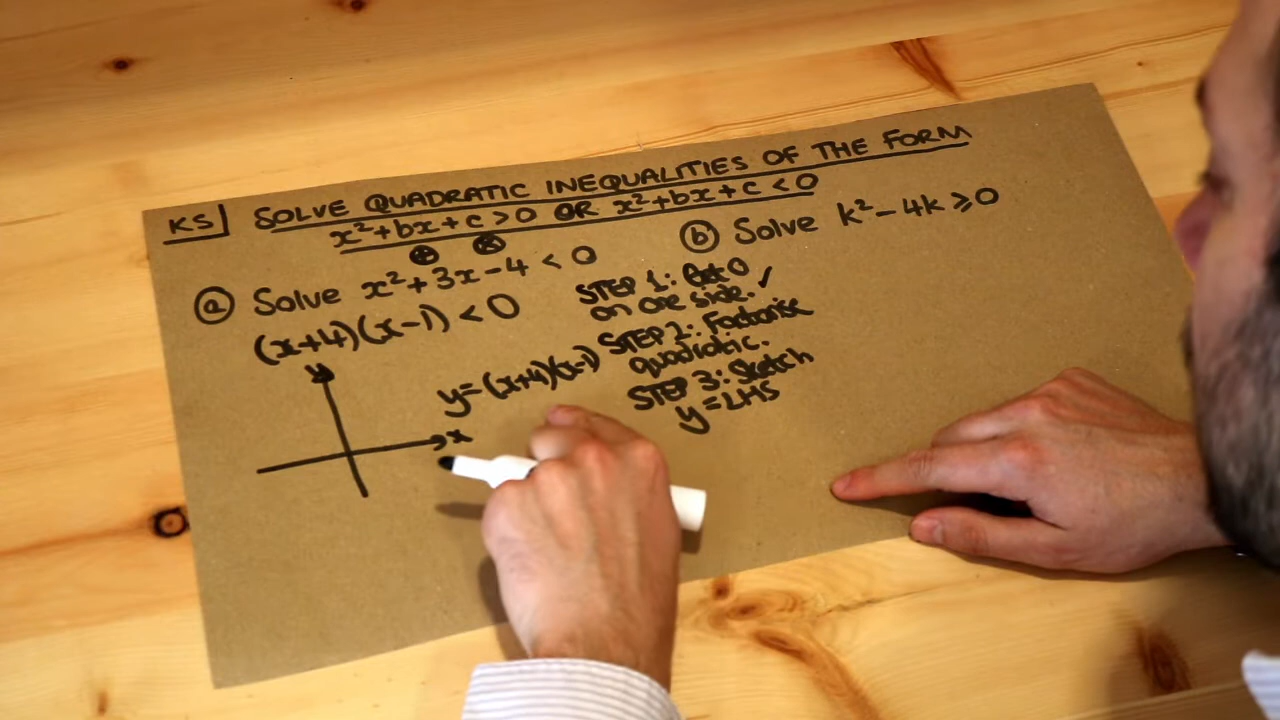 KS
SOLVE QUADRATIC INEQUALITIES OF THE FORM
x²+bx+c>0 OR x²+bx+c<0
ⓐ Solve x²+3x-4<0
(x+4)(x-1)<0
y
x
y=(x+4)(x-1)
STEP 1: Get 0
on one side. ✓
STEP 2: Factorise
quadratic.
STEP 3: Sketch
y=LHS
ⓑ Solve k²-4k⩾0